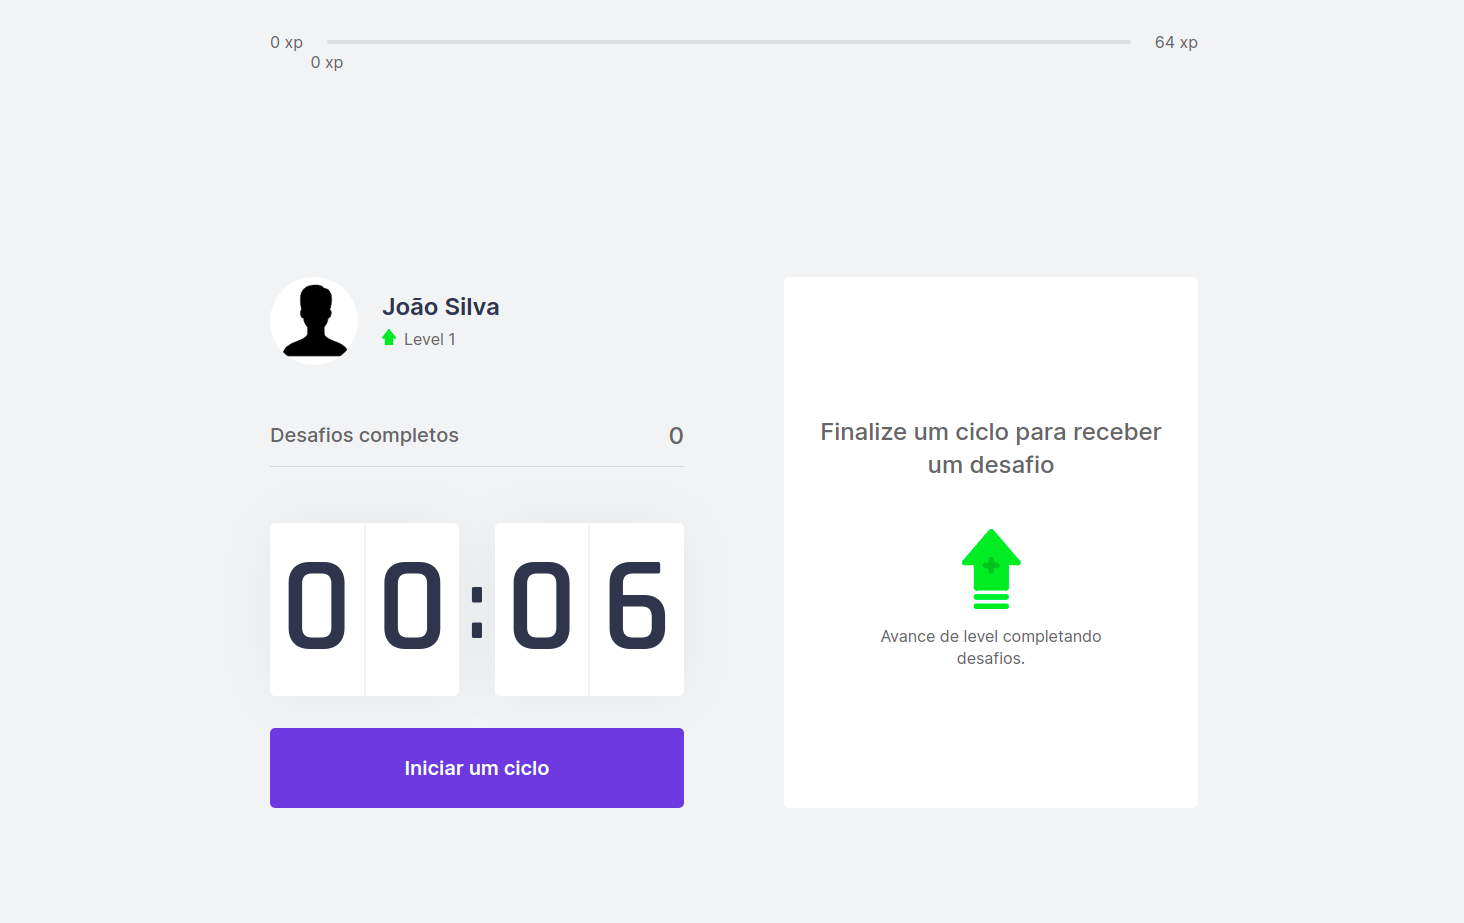 0 xp
64 xp
0 xp
João Silva
Level 1
Desafios completos
0
00:06
Iniciar um ciclo
Finalize um ciclo para receber
um desafio
Avance de level completando
desafios.